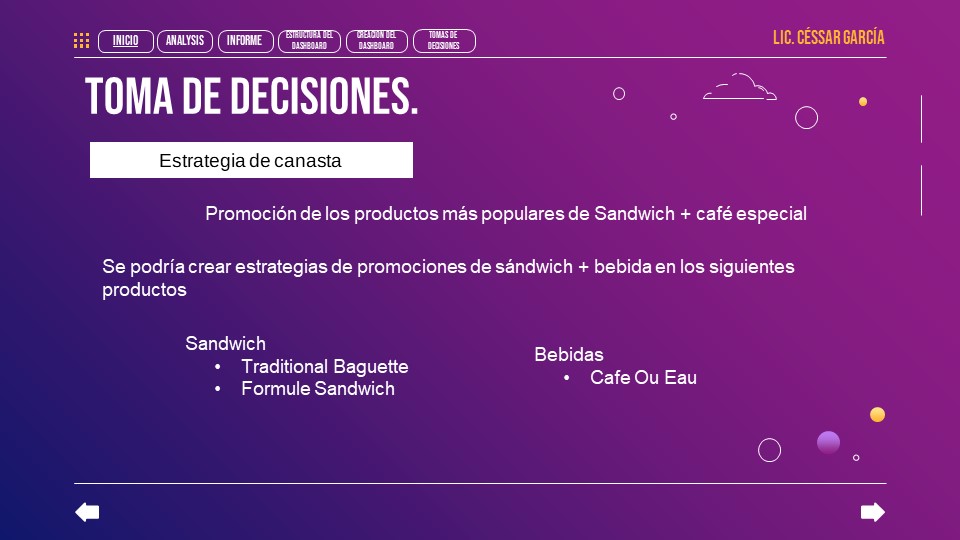 INICIO
ANALYSIS
INFORME
ESTRUCTURA DEL
DASHBOARD
CREACION DEL
DASHBOARD
TOMAS DE
DECISIONES
LIC. CÉSSAR GARCÍA
TOMA DE DECISIONES.
Estrategia de canasta
Promoción de los productos más populares de Sandwich + café especial
Se podría crear estrategias de promociones de sándwich + bebida en los siguientes
productos
Sandwich
• Traditional Baguette
• Formule Sandwich
Bebidas
• Cafe Ou Eau